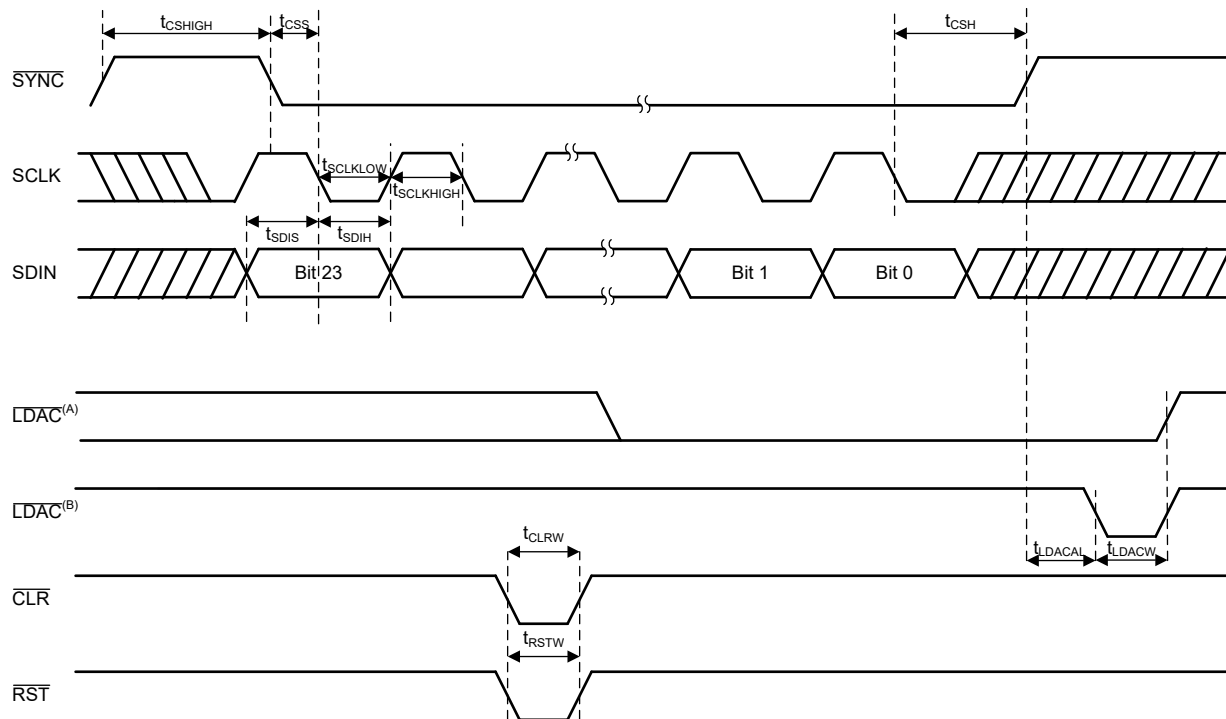 tCSHIGH tCSS tCSH
SYNC
SCLK tSCLKLOW tSCLKHIGH
tSDIS tSDIH
SDIN Bit 23 Bit 1 Bit 0
LDAC(A)
LDAC(B)
tCLRW tLDACAL tLDACW
CLR
tRSTW
RST